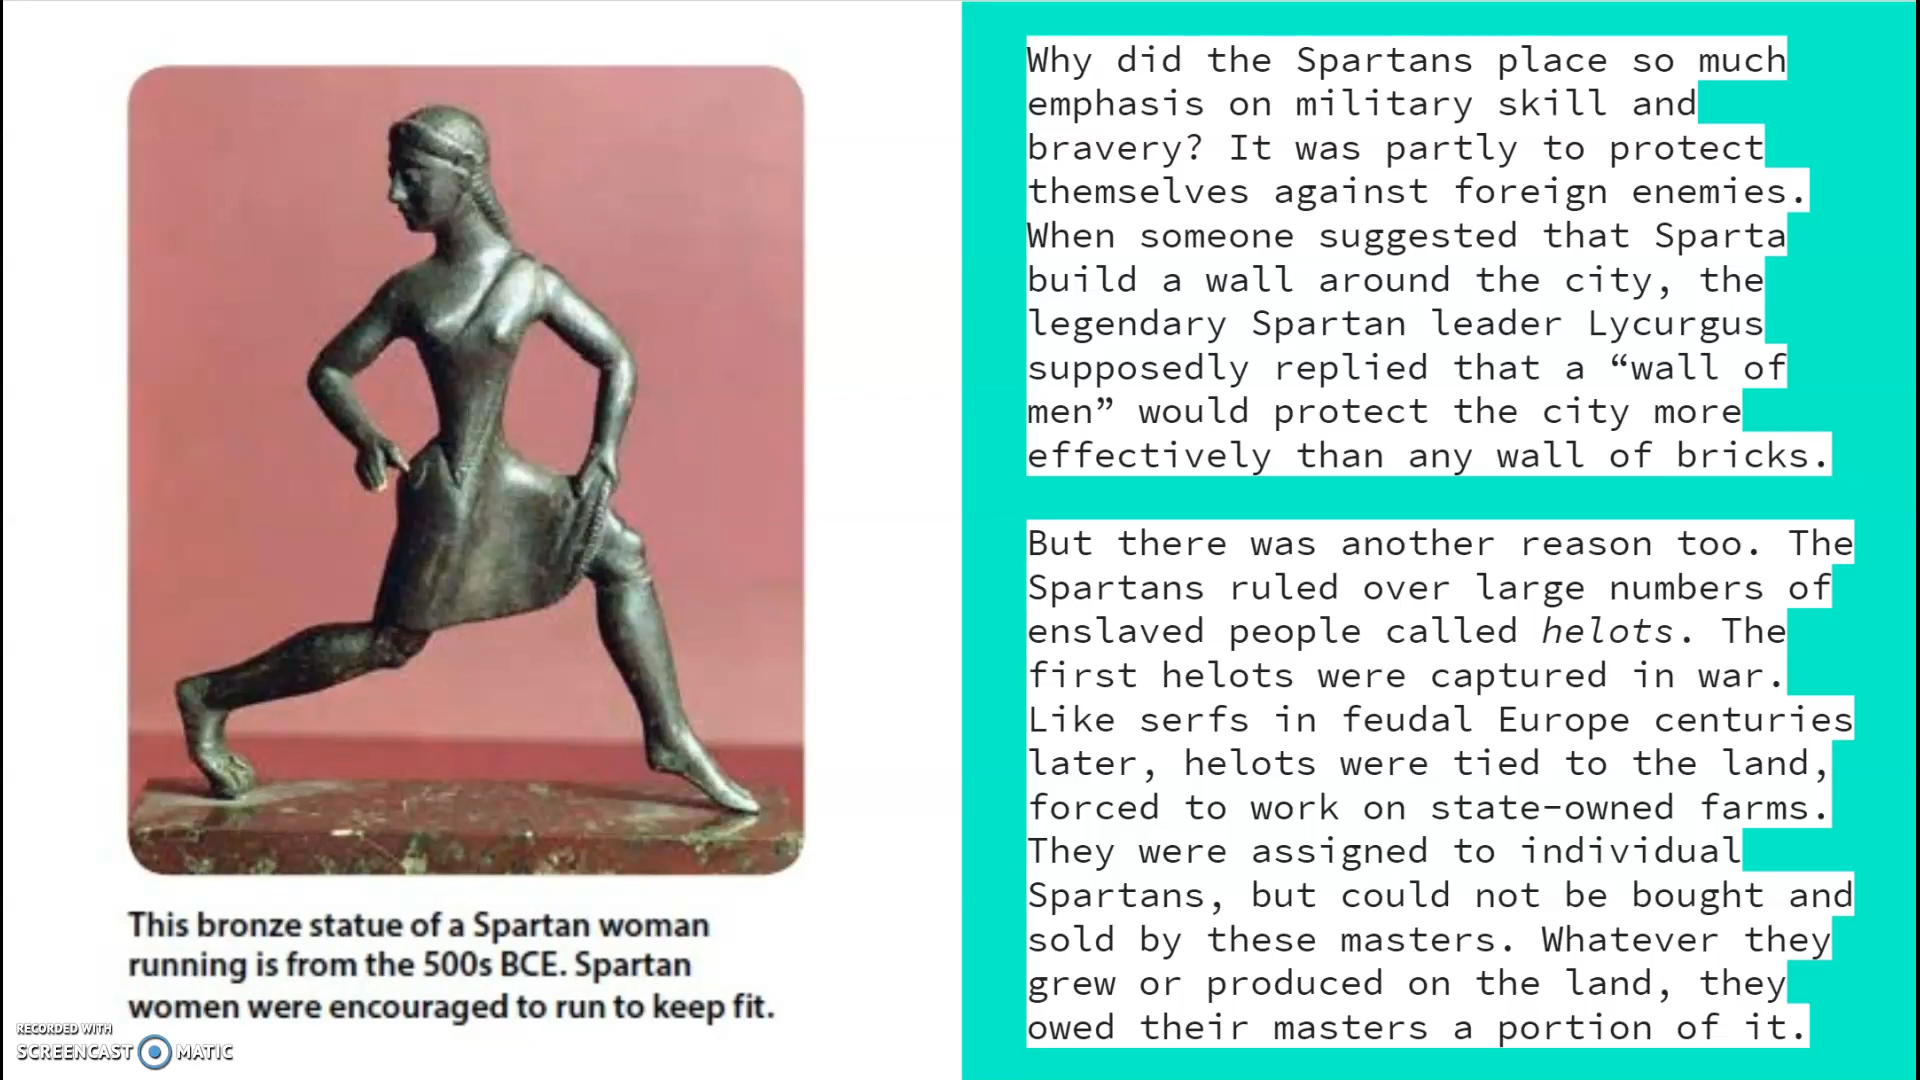 Why did the Spartans place so much
emphasis on military skill and
bravery? It was partly to protect
themselves against foreign enemies.
When someone suggested that Sparta
build a wall around the city, the
legendary Spartan leader Lycurgus
supposedly replied that a “wall of
men” would protect the city more
effectively than any wall of bricks.
But there was another reason too. The
Spartans ruled over large numbers of
enslaved people called helots. The
first helots were captured in war.
Like serfs in feudal Europe centuries
later, helots were tied to the land,
forced to work on state-owned farms.
They were assigned to individual
Spartans, but could not be bought and
sold by these masters. Whatever they
grew or produced on the land, they
owed their masters a portion of it.
This bronze statue of a Spartan woman
running is from the 500s BCE. Spartan
women were encouraged to run to keep fit.
RECORDED WITH
SCREENCAST MATIC